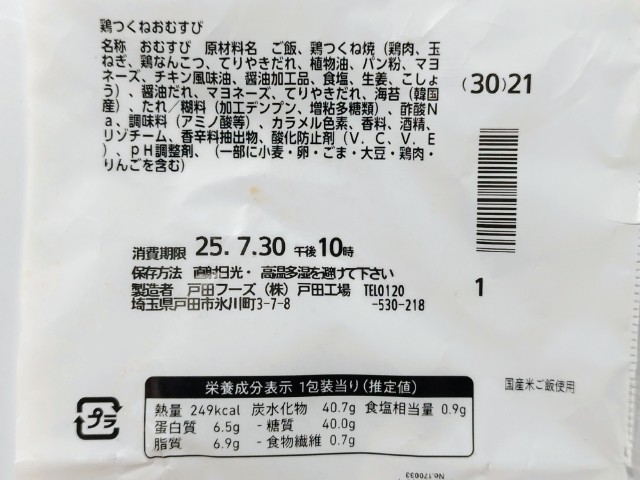 鶏つくねおむすび
名称 おむすび 原材料名 ご飯、鶏つくね焼(鶏肉、玉
ねぎ、鶏なんこつ、てりやきだれ、植物油、パン粉、マヨ
ネーズ、チキン風味油、醤油加工品、食塩、生姜、こしょ
う)、醤油だれ、マヨネーズ、てりやきだれ、海苔(韓国
産)、たれ/糊料(加工デンプン、増粘多糖類)、酢酸N
a、調味料(アミノ酸等)、カラメル色素、香料、酒精、
リゾチーム、香辛料抽出物、酸化防止剤(V.C、V.E
)、pH調整剤、(一部に小麦・卵・ごま・大豆・鶏肉・
りんごを含む)
(30)21
消費期限 25.7.30 午後10時
保存方法 直射日光・高温多湿を避けて下さい
製造者 戸田フーズ(株)戸田工場 TEL0120
埼玉県戸田市氷川町3-7-8 -530-218
1
栄養成分表示 1包装当り(推定値)
熱量 249kcal 炭水化物 40.7g 食塩相当量 0.9g
蛋白質 6.5g -糖質 40.0g
脂質 6.9g -食物繊維 0.7g
国産米ご飯使用
プラ
No.170033